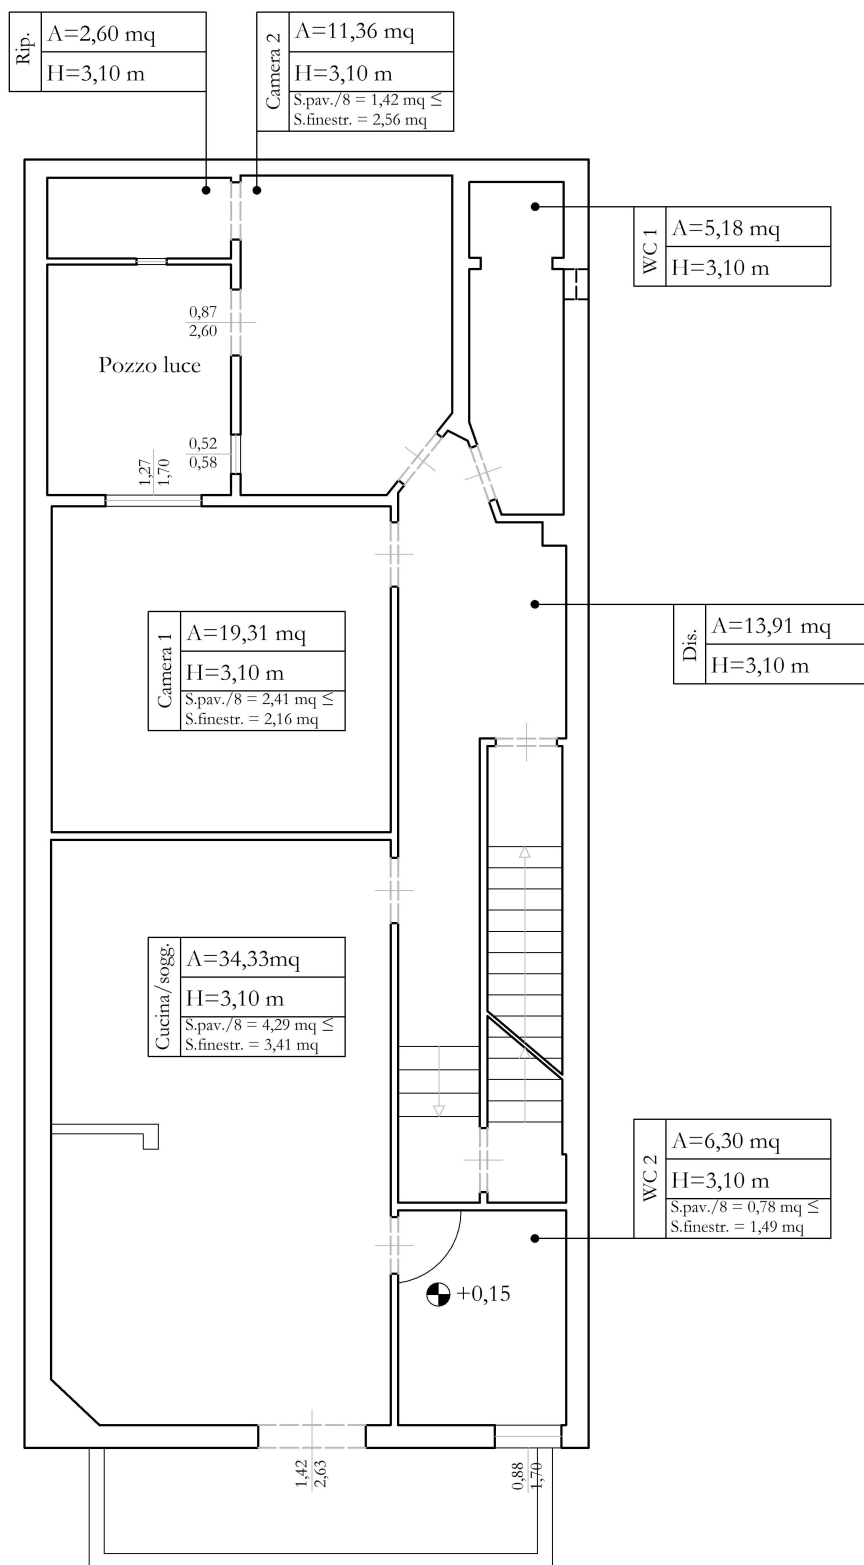 Rip.
A=2,60 mq
H=3,10 m
Camera 2
A=11,36 mq
H=3,10 m
S.pav./8 = 1,42 mq ≤
S.finestr. = 2,56 mq
WC 1
A=5,18 mq
H=3,10 m
0,87
2,60
Pozzo luce
0,52
0,58
1,27
1,70
Camera 1
A=19,31 mq
H=3,10 m
S.pav./8 = 2,41 mq ≤
S.finestr. = 2,16 mq
Dis.
A=13,91 mq
H=3,10 m
Cucina/sogg.
A=34,33mq
H=3,10 m
S.pav./8 = 4,29 mq ≤
S.finestr. = 3,41 mq
WC 2
A=6,30 mq
H=3,10 m
S.pav./8 = 0,78 mq ≤
S.finestr. = 1,49 mq
+0,15
1,42
2,63
0,88
1,70